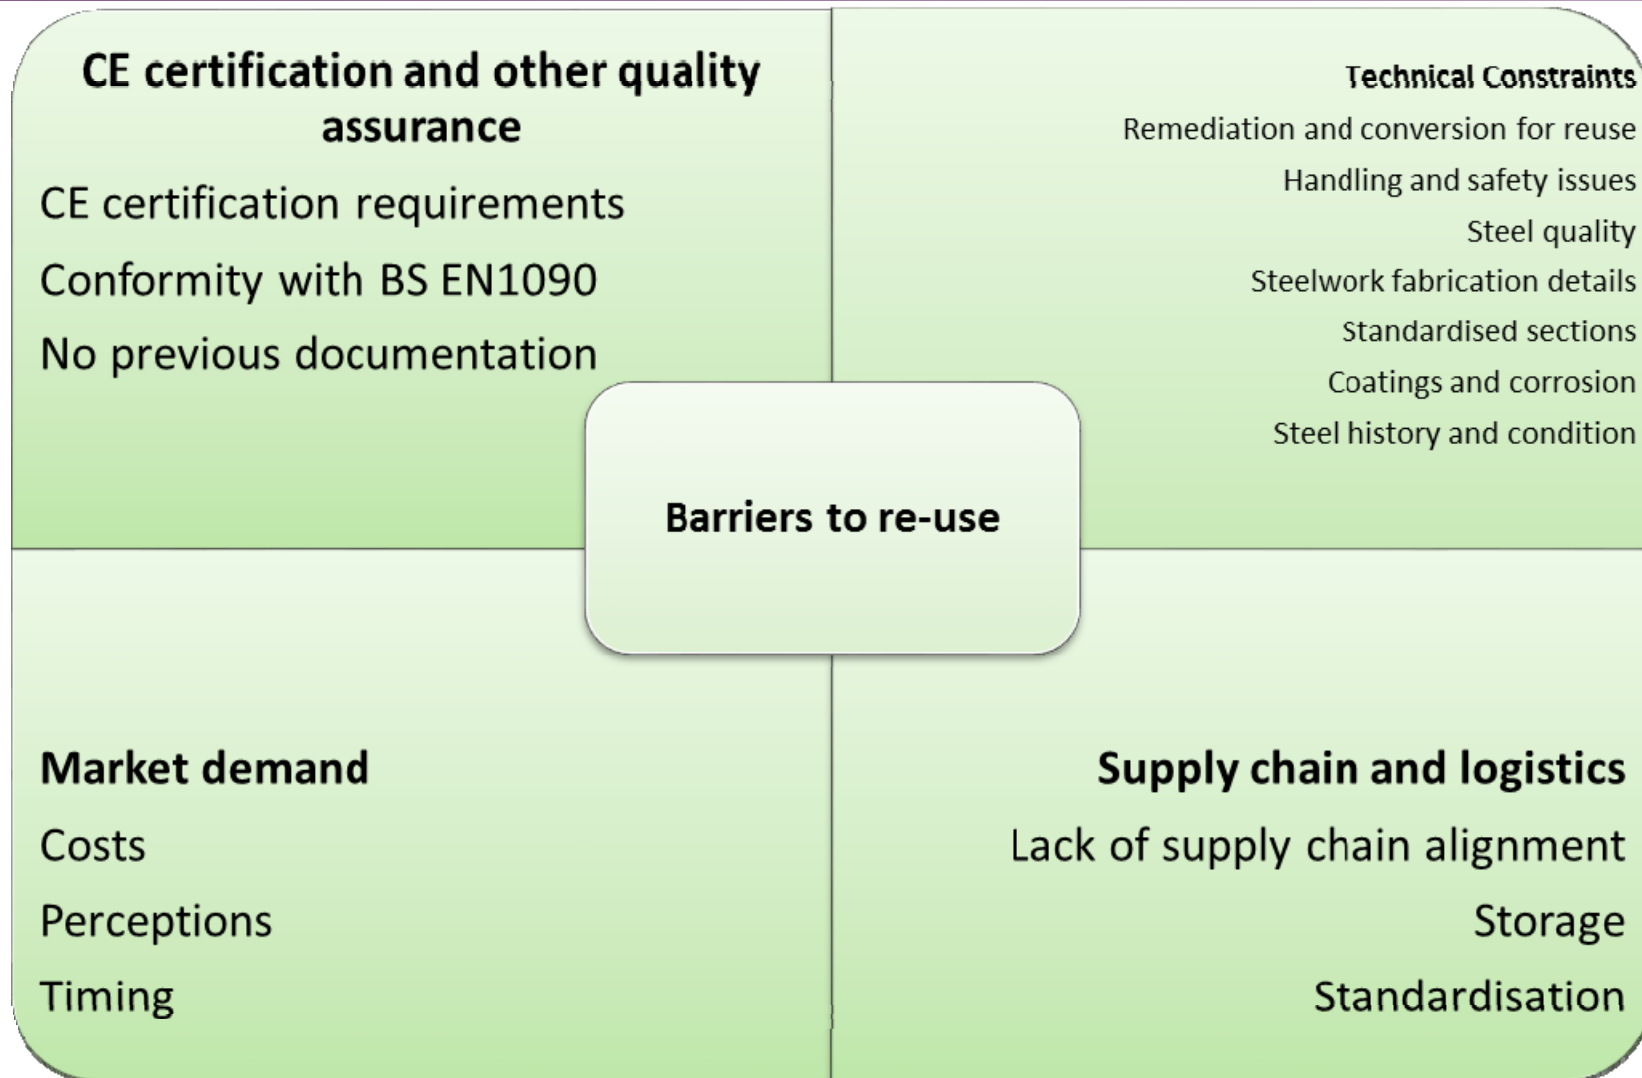 CE certification and other quality
assurance
CE certification requirements
Conformity with BS EN1090
No previous documentation
Technical Constraints
Remediation and conversion for reuse
Handling and safety issues
Steel quality
Steelwork fabrication details
Standardised sections
Coatings and corrosion
Steel history and condition
Barriers to re-use
Market demand
Costs
Perceptions
Timing
Supply chain and logistics
Lack of supply chain alignment
Storage
Standardisation